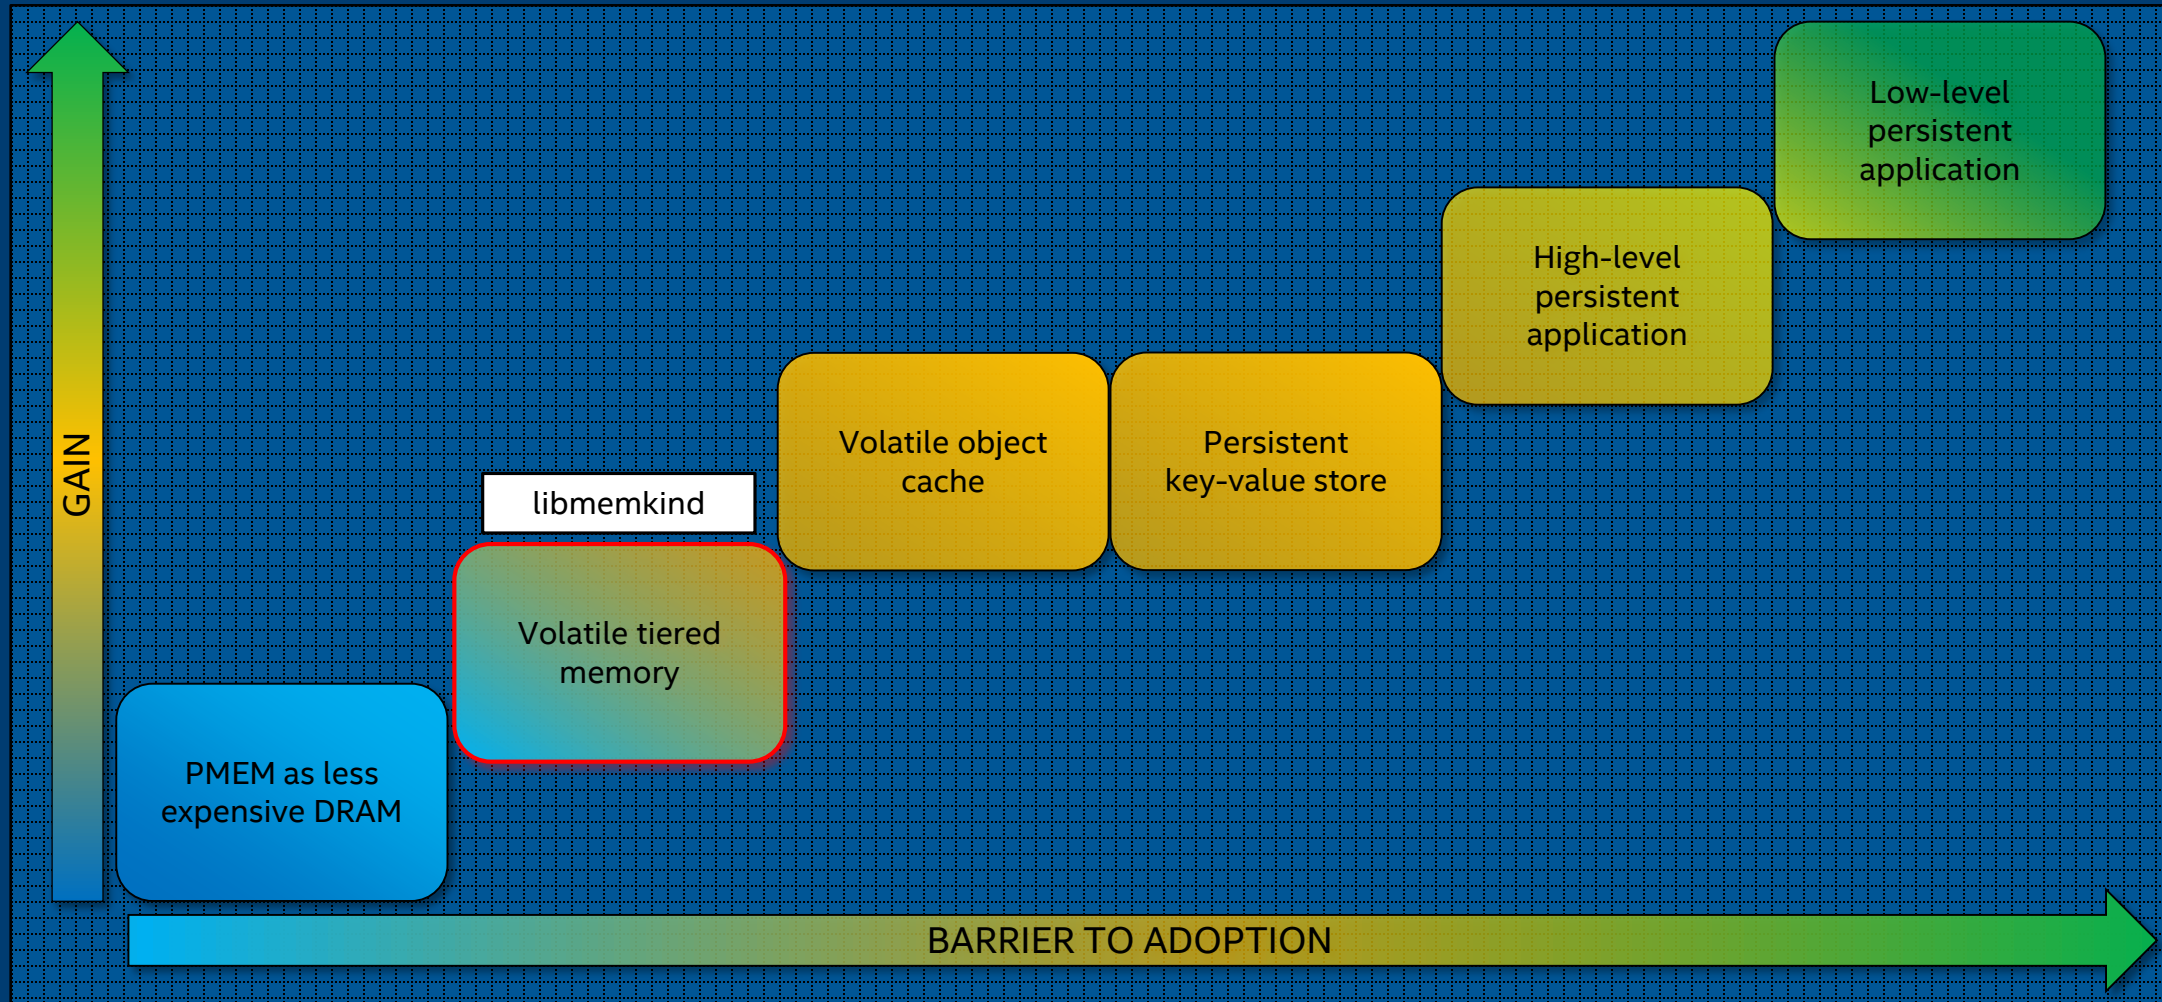 Low-level
persistent
application
High-level
persistent
application
Volatile object
cache
Persistent
key-value store
GAIN
libmemkind
Volatile tiered
memory
PMEM as less
expensive DRAM
BARRIER TO ADOPTION